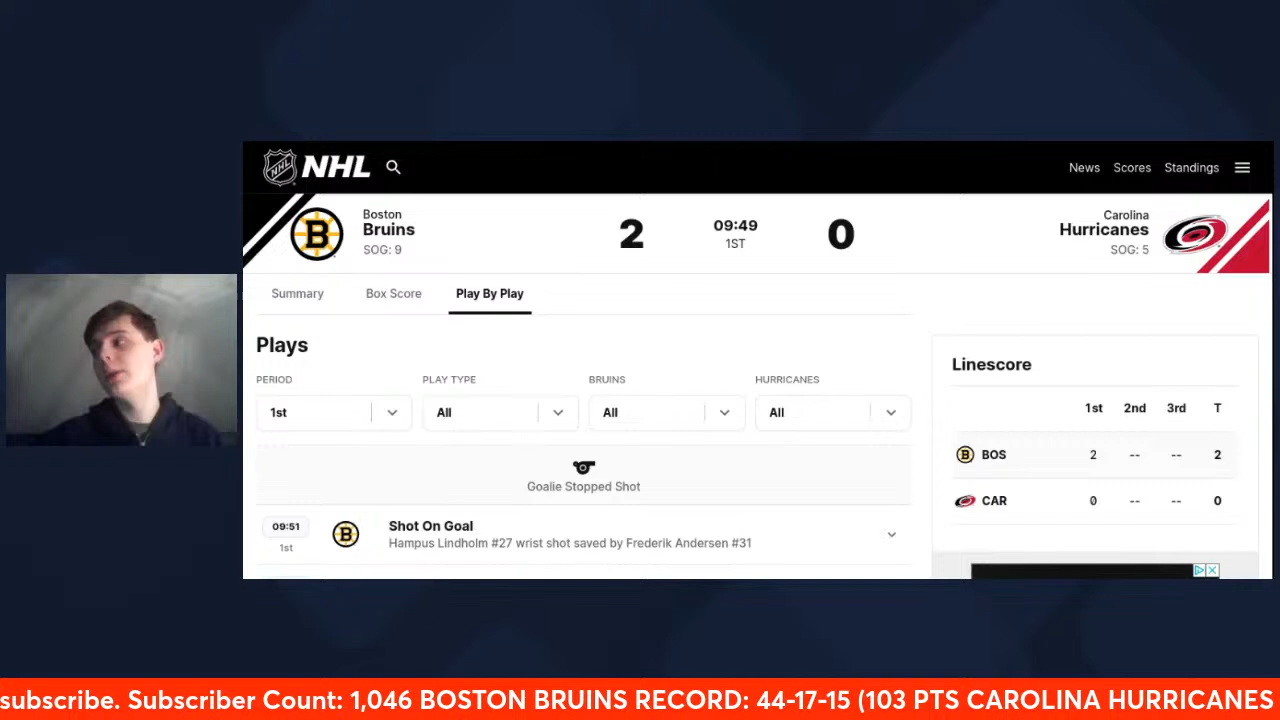 NHL
NHL
News Scores Standings
B
Boston
Bruins
SOG: 9
2
09:49
1ST
0
Carolina
Hurricanes
SOG: 5
Summary Box Score Play By Play
Plays
PERIOD PLAY TYPE BRUINS HURRICANES
1st All All All
Goalie Stopped Shot
09:51
1st
B
Shot On Goal
Hampus Lindholm #27 wrist shot saved by Frederik Andersen #31
Linescore
1st 2nd 3rd T
B BOS 2 -- -- 2
CAR 0 -- -- 0
subscribe. Subscriber Count: 1,046 BOSTON BRUINS RECORD: 44-17-15 (103 PTS CAROLINA HURRICANES